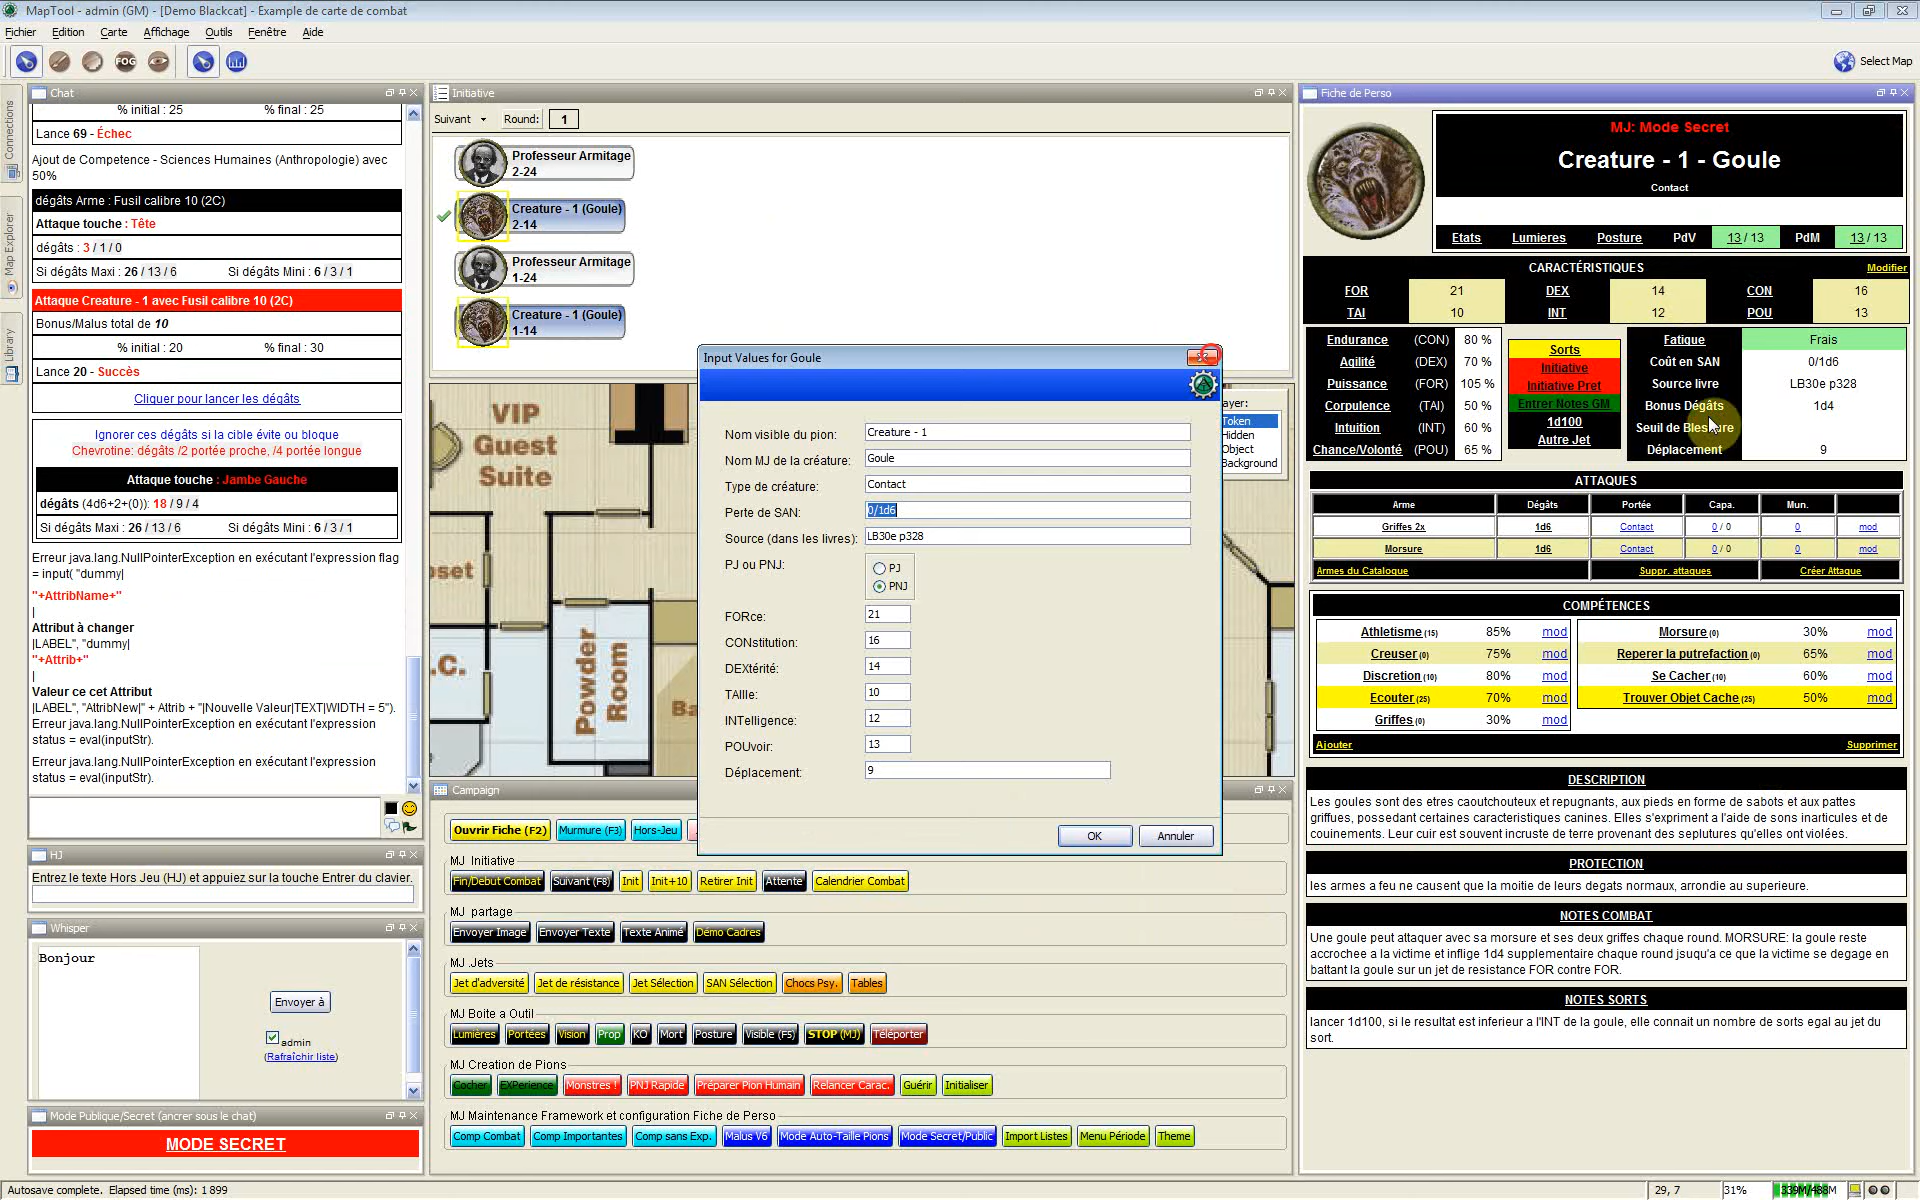 MapTool - admin (GM) - [Demo Blackcat] - Example de carte de combat
Fichier Edition Carte Affichage Outils Fenêtre Aide
FOG
Select Map
Connections
Map Explorer
Library
Chat
% initial : 25 % final : 25
Lance 69 - Échec
Ajout de Competence - Sciences Humaines (Anthropologie) avec
50%
dégâts Arme : Fusil calibre 10 (2C)
Attaque touche : Tête
dégâts : 3 / 1 / 0
Si dégâts Maxi : 26 / 13 / 6 Si dégâts Mini : 6 / 3 / 1
Attaque Creature - 1 avec Fusil calibre 10 (2C)
Bonus/Malus total de 10
% initial : 20 % final : 30
Lance 20 - Succès
Cliquer pour lancer les dégâts
Ignorer ces dégâts si la cible évite ou bloque
Chevrotine: dégâts /2 portée proche, /4 portée longue
Attaque touche : Jambe Gauche
dégâts (4d6+2+(0)): 18 / 9 / 4
Si dégâts Maxi : 26 / 13 / 6 Si dégâts Mini : 6 / 3 / 1
Erreur java.lang.NullPointerException en exécutant l'expression flag
= input( "dummy|
"+AttribName+"
|
Attribut à changer
|LABEL", "dummy|
"+Attrib+"
|
Valeur ce cet Attribut
|LABEL", "AttribNew|" + Attrib + "|Nouvelle Valeur|TEXT|WIDTH = 5").
Erreur java.lang.NullPointerException en exécutant l'expression
status = eval(inputStr).
Erreur java.lang.NullPointerException en exécutant l'expression
status = eval(inputStr).
HJ
Entrez le texte Hors Jeu (HJ) et appuiez sur la touche Entrer du clavier.
Whisper
Bonjour
Envoyer à
admin
(Rafraîchir liste)
Mode Publique/Secret (ancrer sous le chat)
MODE SECRET
Initiative
Suivant Round: 1
Professeur Armitage
2-24
Creature - 1 (Goule)
2-14
Professeur Armitage
1-24
Creature - 1 (Goule)
1-14
VIP
Guest
Suite
Powder
Room
ayer:
Token
Hidden
Object
Background
Input Values for Goule
Nom visible du pion: Creature - 1
Nom MJ de la créature: Goule
Type de créature: Contact
Perte de SAN: 0/1d6
Source (dans les livres): LB30e p328
PJ ou PNJ: PJ
PNJ
FORce: 21
CONstitution: 16
DEXtérité: 14
TAIlle: 10
INTelligence: 12
POUvoir: 13
Déplacement: 9
OK Annuler
Campaign
Ouvrir Fiche (F2) Murmure (F3) Hors-Jeu
MJ Initiative
Fin/Debut Combat Suivant (F8) Init Init+10 Retirer Init Attente Calendrier Combat
MJ partage
Envoyer Image Envoyer Texte Texte Animé Démo Cadres
MJ .Jets
Jet d'adversité Jet de résistance Jet Sélection SAN Sélection Chocs Psy. Tables
MJ Boite a Outil
Lumières Portées Vision Prop KO Mort Posture Visible (F5) STOP (MJ) Téléporter
MJ Creation de Pions
Cocher EXPerience Monstres ! PNJ Rapide Préparer Pion Humain Relancer Carac. Guérir Initialiser
MJ Maintenance Framework et configuration Fiche de Perso
Comp Combat Comp Importantes Comp sans Exp. Malus V6 Mode Auto-Taille Pions Mode Secret/Public Import Listes Menu Période Theme
Fiche de Perso
MJ: Mode Secret
Creature - 1 - Goule
Contact
Etats Lumieres Posture PdV 13 / 13 PdM 13 / 13
CARACTÉRISTIQUES Modifier
FOR 21 DEX 14 CON 16
TAI 10 INT 12 POU 13
Endurance (CON) 80 %
Agilité (DEX) 70 %
Puissance (FOR) 105 %
Corpulence (TAI) 50 %
Intuition (INT) 60 %
Chance/Volonté (POU) 65 %
Sorts
Initiative
Initiative Pret
Entrer Notes GM
1d100
Autre Jet
Fatigue Frais
Coût en SAN 0/1d6
Source livre LB30e p328
Bonus Dégâts 1d4
Seuil de Blessure
Déplacement 9
ATTAQUES
Arme Dégâts Portée Capa. Mun.
Griffes 2x 1d6 Contact 0 / 0 0 mod
Morsure 1d6 Contact 0 / 0 0 mod
Armes du Catalogue Suppr. attaques Créer Attaque
COMPÉTENCES
Athletisme (15) 85% mod Morsure (0) 30% mod
Creuser (0) 75% mod Reperer la putrefaction (0) 65% mod
Discretion (10) 80% mod Se Cacher (10) 60% mod
Ecouter (25) 70% mod Trouver Objet Cache (25) 50% mod
Griffes (0) 30% mod
Ajouter Supprimer
DESCRIPTION
Les goules sont des etres caoutchouteux et repugnants, aux pieds en forme de sabots et aux pattes
griffues, possedant certaines caracteristiques canines. Elles s'expriment a l'aide de sons inarticules et de
couinements. Leur cuir est souvent incruste de terre provenant des seplutures qu'elles ont violées.
PROTECTION
les armes a feu ne causent que la moitie de leurs degats normaux, arrondie au superieure.
NOTES COMBAT
Une goule peut attaquer avec sa morsure et ses deux griffes chaque round. MORSURE: la goule reste
accrochee a la victime et inflige 1d4 supplementaire chaque round jsuqu'a ce que la victime se degage en
battant la goule sur un jet de resistance FOR contre FOR.
NOTES SORTS
lancer 1d100, si le resultat est inferieur a l'INT de la goule, elle connait un nombre de sorts egal au jet du
sort.
Autosave complete. Elapsed time (ms): 1 899
29, 7 31% 339M/488M